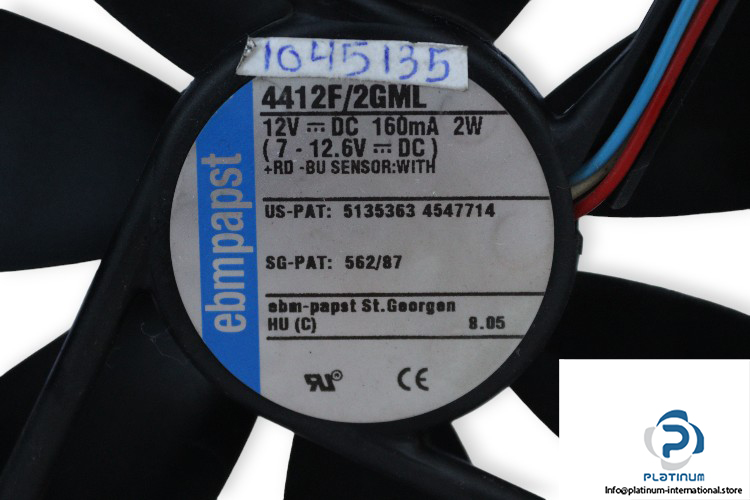 1045135
4412F/2GML
12V ⎓ DC 160mA 2W
( 7 - 12.6V ⎓ DC )
+RD -BU SENSOR:WITH
US-PAT: 5135363 4547714
SG-PAT: 562/87
ebm-papst St.Georgen
HU (C) 8.05
ebmpapst
RU®
CE
P
PLATINUM
Info@platinum-international.store